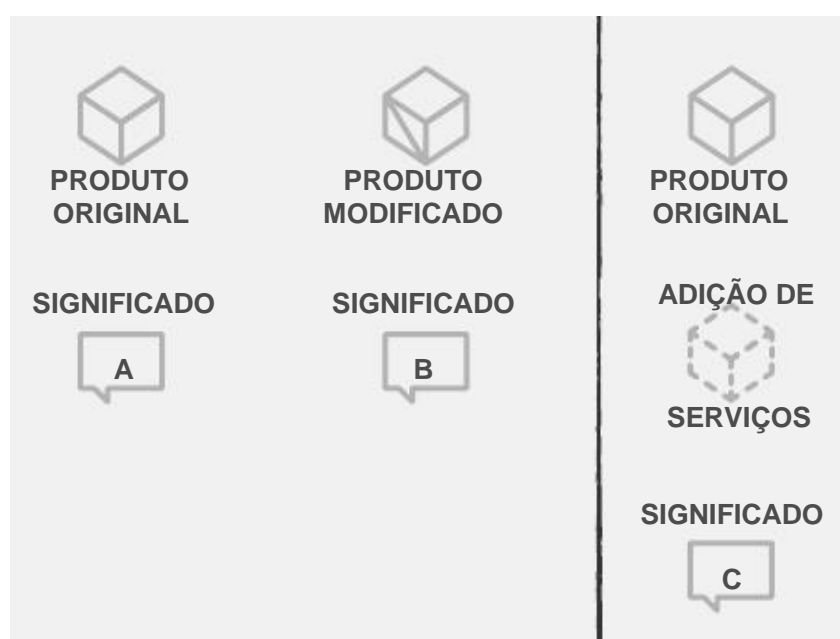 PRODUTO
ORIGINAL
SIGNIFICADO
A
PRODUTO
MODIFICADO
SIGNIFICADO
B
PRODUTO
ORIGINAL
ADIÇÃO DE
SERVIÇOS
SIGNIFICADO
C